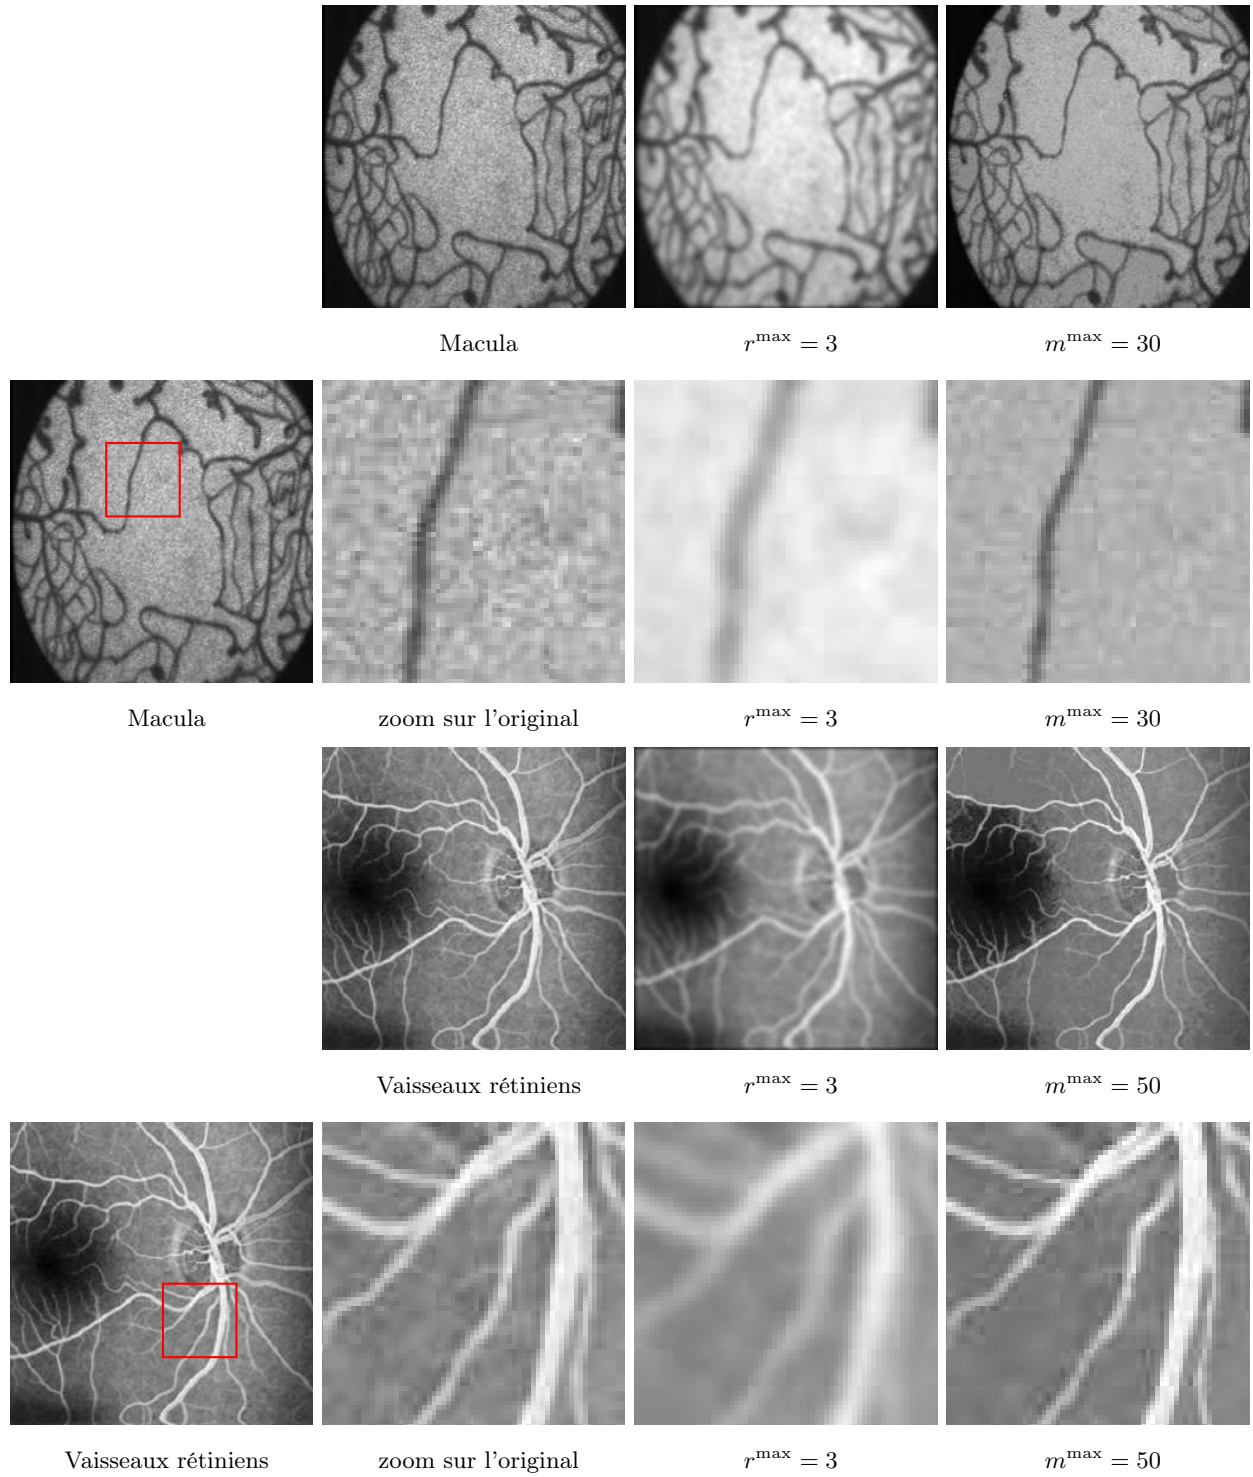 Macula r^max = 3 m^max = 30
Macula zoom sur l'original r^max = 3 m^max = 30
Vaisseaux rétiniens r^max = 3 m^max = 50
Vaisseaux rétiniens zoom sur l'original r^max = 3 m^max = 50